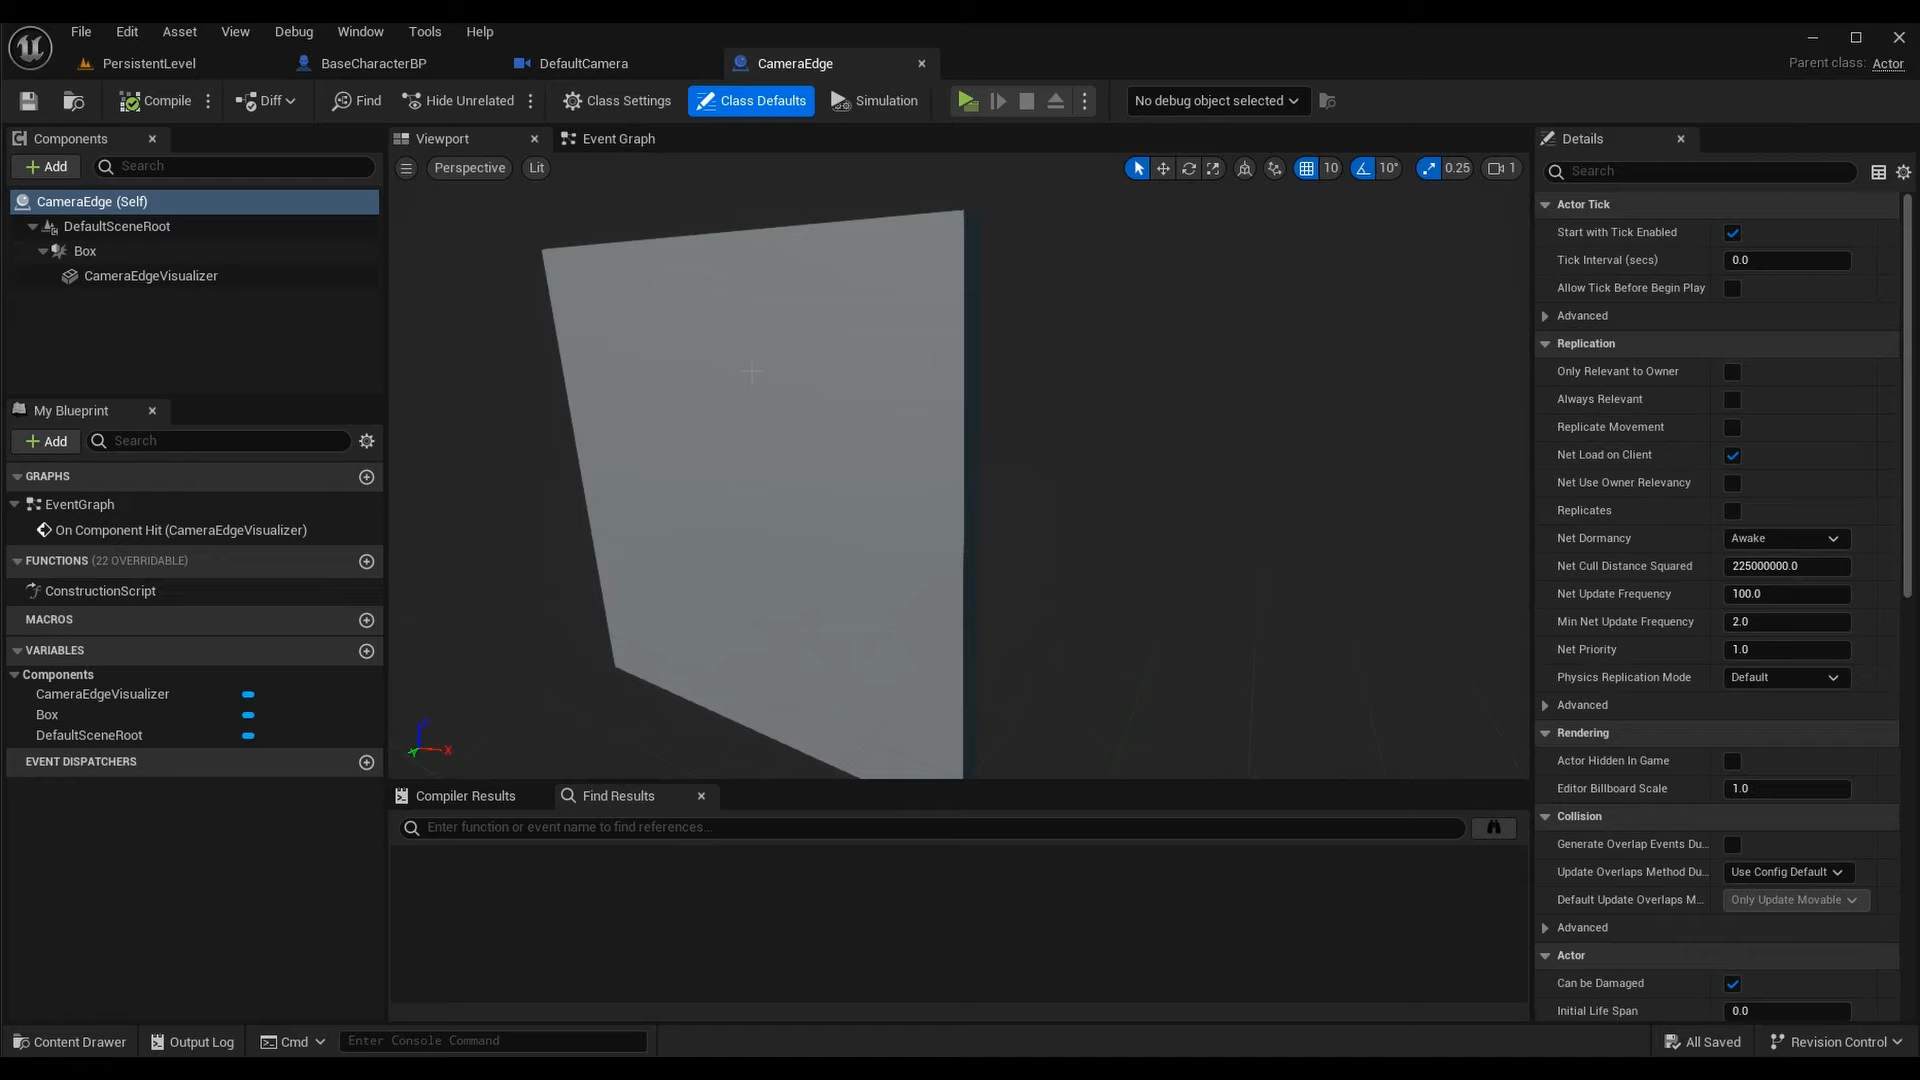 File Edit Asset View Debug Window Tools Help
PersistentLevel BaseCharacterBP DefaultCamera CameraEdge
Parent class: Actor
Compile Diff Find Hide Unrelated Class Settings Class Defaults Simulation No debug object selected
Components
Add Search
CameraEdge (Self)
DefaultSceneRoot
Box
CameraEdgeVisualizer
My Blueprint
Add Search
GRAPHS
EventGraph
On Component Hit (CameraEdgeVisualizer)
FUNCTIONS (22 OVERRIDABLE)
ConstructionScript
MACROS
VARIABLES
Components
CameraEdgeVisualizer
Box
DefaultSceneRoot
EVENT DISPATCHERS
Viewport Event Graph
Perspective Lit 10 10° 0.25 1
X
Compiler Results Find Results
Enter function or event name to find references...
Details
Search
Actor Tick
Start with Tick Enabled
Tick Interval (secs) 0.0
Allow Tick Before Begin Play
Advanced
Replication
Only Relevant to Owner
Always Relevant
Replicate Movement
Net Load on Client
Net Use Owner Relevancy
Replicates
Net Dormancy Awake
Net Cull Distance Squared 225000000.0
Net Update Frequency 100.0
Min Net Update Frequency 2.0
Net Priority 1.0
Physics Replication Mode Default
Advanced
Rendering
Actor Hidden In Game
Editor Billboard Scale 1.0
Collision
Generate Overlap Events Du...
Update Overlaps Method Du... Use Config Default
Default Update Overlaps M... Only Update Movable
Advanced
Actor
Can be Damaged
Initial Life Span 0.0
Content Drawer Output Log Cmd Enter Console Command All Saved Revision Control